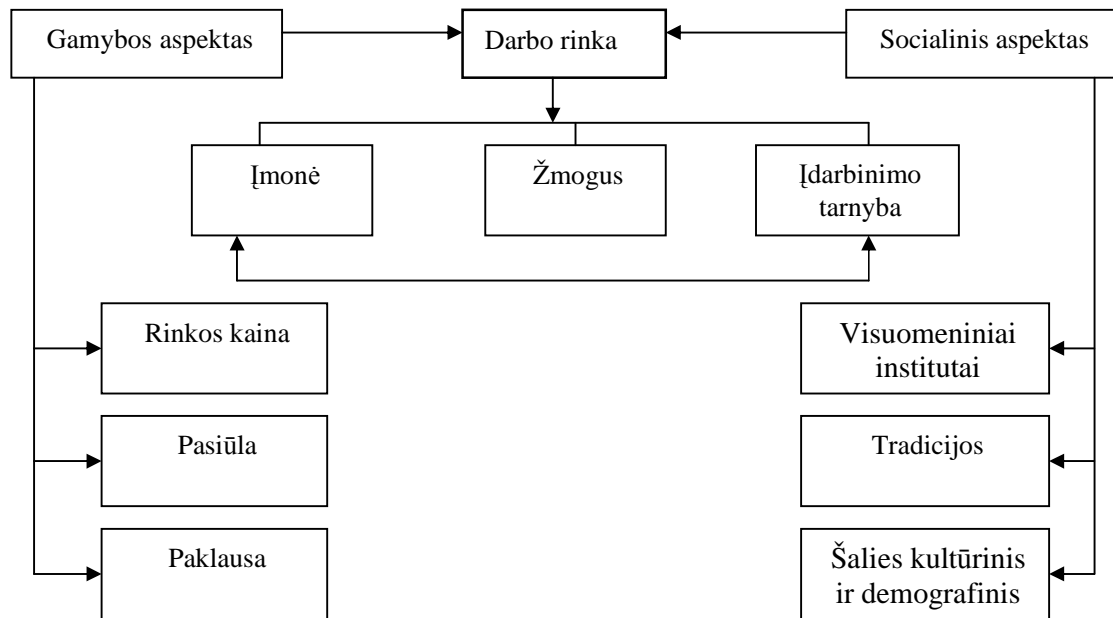 Gamybos aspektas
Darbo rinka
Socialinis aspektas
Įmonė
Žmogus
Įdarbinimo
tarnyba
Rinkos kaina
Visuomeniniai
institutai
Pasiūla
Tradicijos
Paklausa
Šalies kultūrinis
ir demografinis